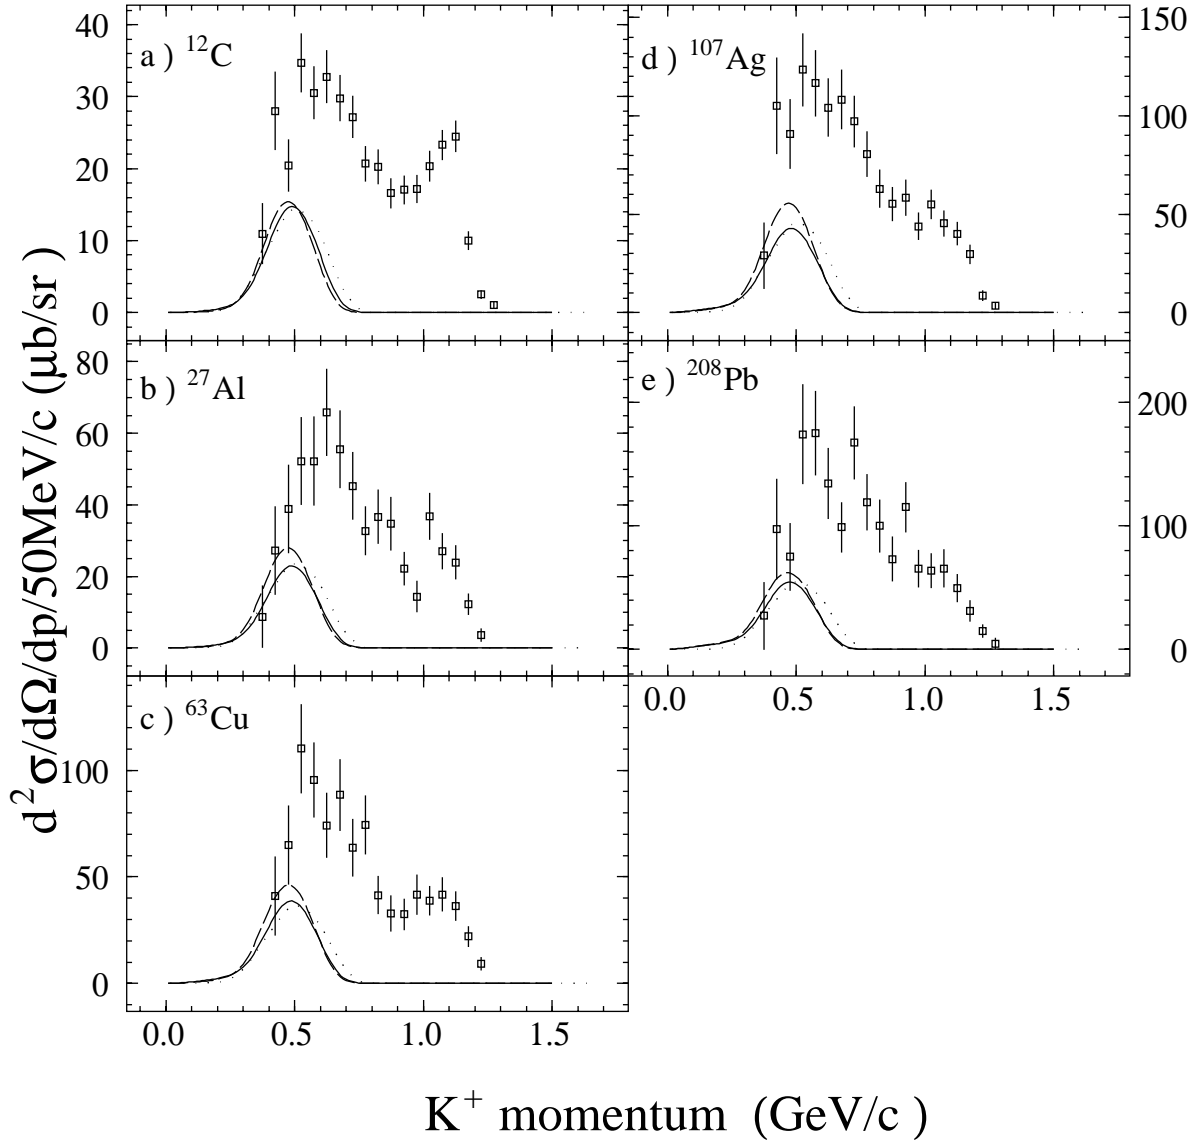 a ) ¹²C
40
30
20
10
0
d ) ¹⁰⁷Ag
150
100
50
0
b ) ²⁷Al
80
60
40
20
0
e ) ²⁰⁸Pb
200
100
0
0.0 0.5 1.0 1.5
c ) ⁶³Cu
100
50
0
0.0 0.5 1.0 1.5
d²σ/dΩ/dp/50MeV/c (μb/sr )
K⁺ momentum (GeV/c )